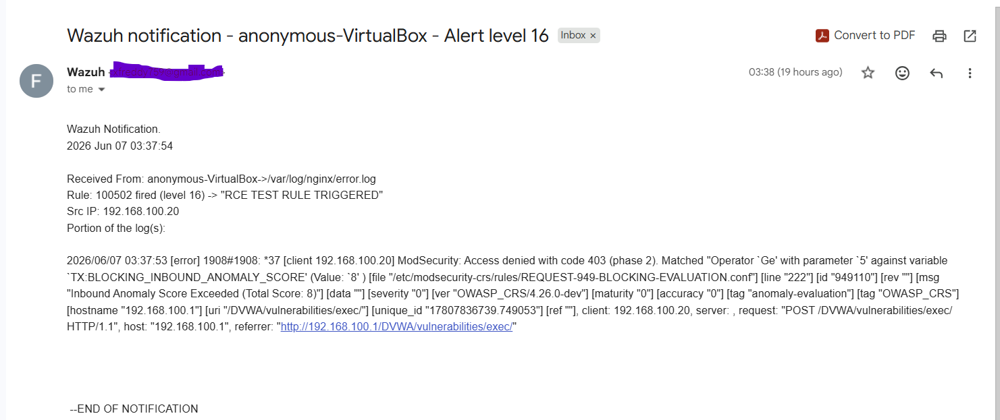 Wazuh notification - anonymous-VirtualBox - Alert level 16 Inbox ×
Convert to PDF
F
Wazuh
03:38 (19 hours ago)
to me
Wazuh Notification.
2026 Jun 07 03:37:54
Received From: anonymous-VirtualBox->/var/log/nginx/error.log
Rule: 100502 fired (level 16) -> "RCE TEST RULE TRIGGERED"
Src IP: 192.168.100.20
Portion of the log(s):
2026/06/07 03:37:53 [error] 1908#1908: *37 [client 192.168.100.20] ModSecurity: Access denied with code 403 (phase 2). Matched "Operator `Ge' with parameter `5' against variable
`TX:BLOCKING_INBOUND_ANOMALY_SCORE' (Value: `8' ) [file "/etc/modsecurity-crs/rules/REQUEST-949-BLOCKING-EVALUATION.conf"] [line "222"] [id "949110"] [rev ""] [msg
"Inbound Anomaly Score Exceeded (Total Score: 8)"] [data ""] [severity "0"] [ver "OWASP_CRS/4.26.0-dev"] [maturity "0"] [accuracy "0"] [tag "anomaly-evaluation"] [tag "OWASP_CRS"]
[hostname "192.168.100.1"] [uri "/DVWA/vulnerabilities/exec/"] [unique_id "17807836739.749053"] [ref ""], client: 192.168.100.20, server: , request: "POST /DVWA/vulnerabilities/exec/
HTTP/1.1", host: "192.168.100.1", referrer: "http://192.168.100.1/DVWA/vulnerabilities/exec/"
--END OF NOTIFICATION